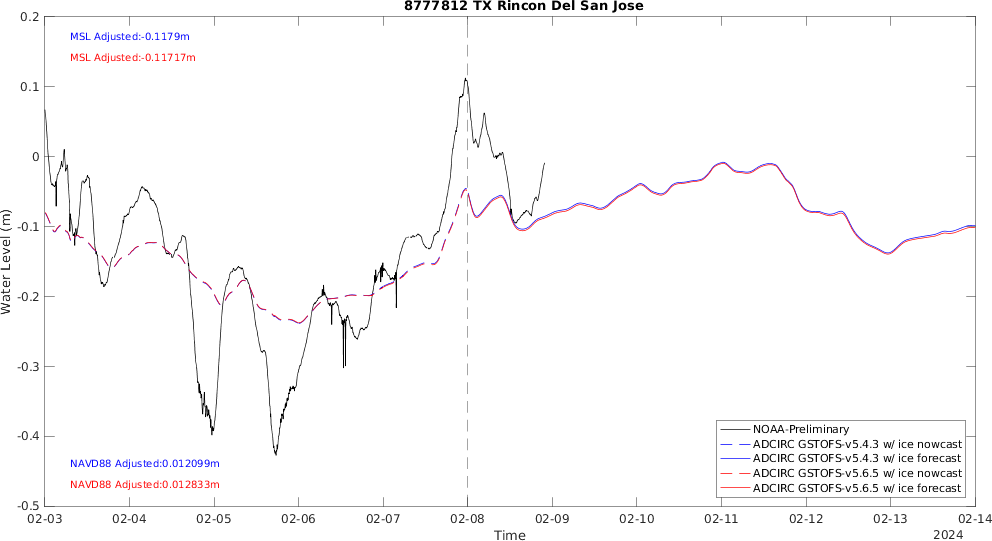 8777812 TX Rincon Del San Jose
MSL Adjusted:-0.1179m
MSL Adjusted:-0.11717m
Water Level (m)
0.2
0.1
0
-0.1
-0.2
-0.3
-0.4
-0.5
NAVD88 Adjusted:0.012099m
NAVD88 Adjusted:0.012833m
NOAA-Preliminary
ADCIRC GSTOFS-v5.4.3 w/ ice nowcast
ADCIRC GSTOFS-v5.4.3 w/ ice forecast
ADCIRC GSTOFS-v5.6.5 w/ ice nowcast
ADCIRC GSTOFS-v5.6.5 w/ ice forecast
02-03 02-04 02-05 02-06 02-07 02-08 02-09 02-10 02-11 02-12 02-13 02-14
Time
2024